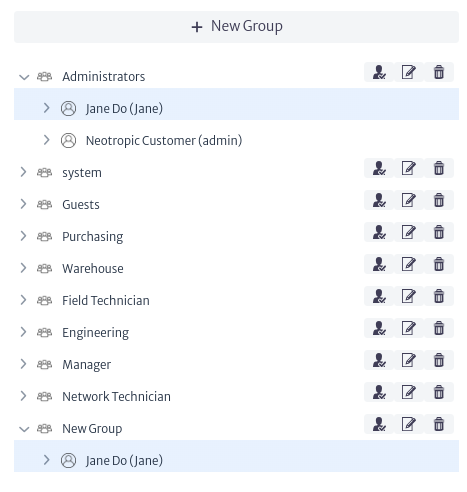 + New Group
Administrators
Jane Do (Jane)
Neotropic Customer (admin)
system
Guests
Purchasing
Warehouse
Field Technician
Engineering
Manager
Network Technician
New Group
Jane Do (Jane)